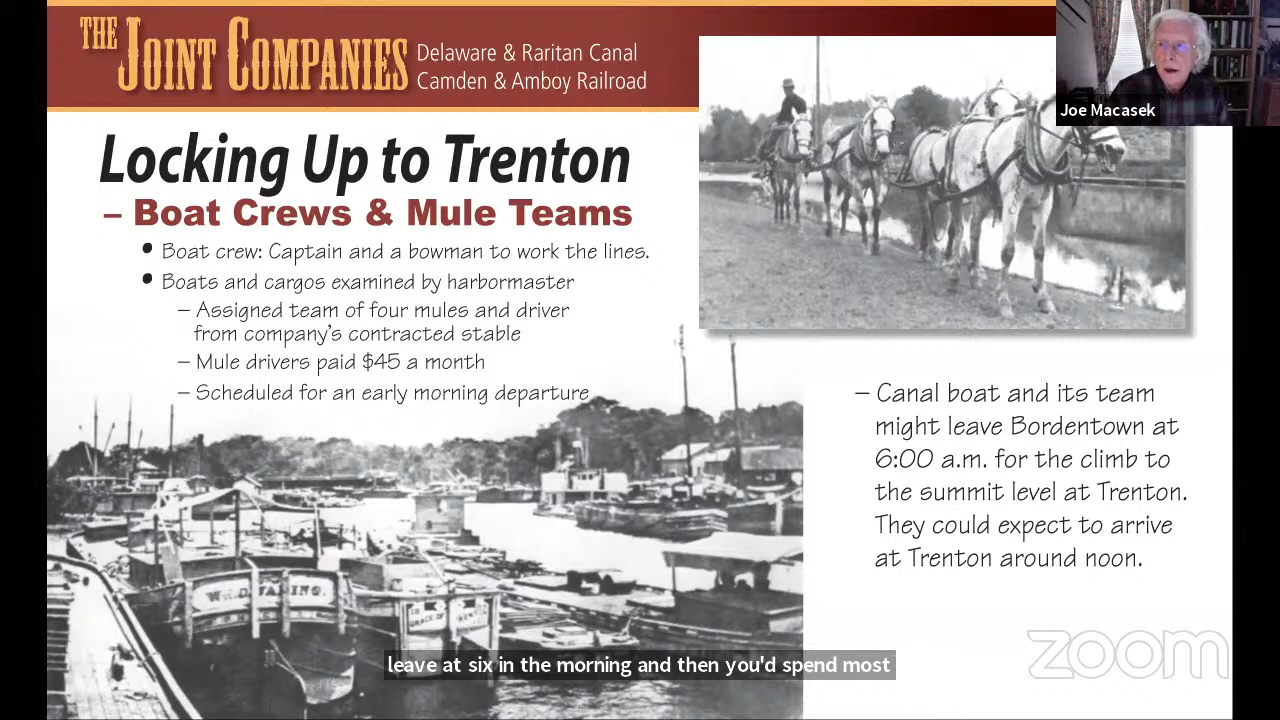 THE JOINT COMPANIES
Delaware & Raritan Canal
Camden & Amboy Railroad
Joe Macasek
Locking Up to Trenton
– Boat Crews & Mule Teams
• Boat crew: Captain and a bowman to work the lines.
• Boats and cargos examined by harbormaster
– Assigned team of four mules and driver
from company's contracted stable
– Mule drivers paid $45 a month
– Scheduled for an early morning departure
– Canal boat and its team
might leave Bordentown at
6:00 a.m. for the climb to
the summit level at Trenton.
They could expect to arrive
at Trenton around noon.
leave at six in the morning and then you'd spend most
zoom